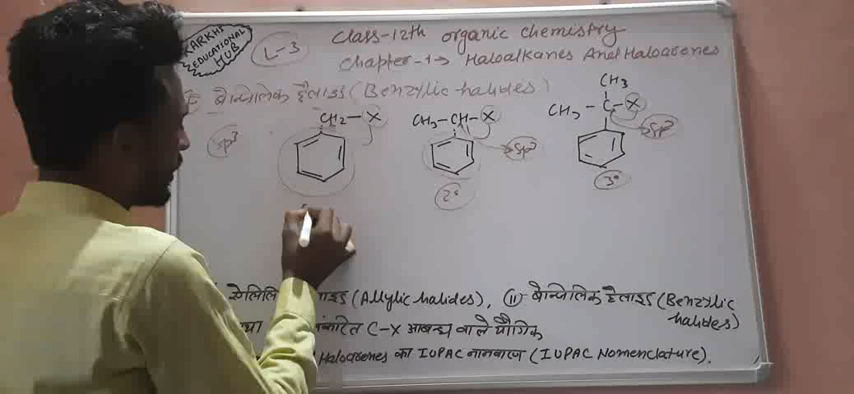 KARKHI
EDUCATIONAL
HUB
L-3
Class-12th organic chemistry
Chapter-1→ Haloalkanes And Haloarenes
बेन्जिलिक हैलाइड (Benzylic halides)
sp³
CH₂-X
CH₃-CH-X
sp³
2°
CH₃
CH₃-C-X
sp³
3°
(Allylic halides), (ii) बेन्जिलिक हैलाइड (Benzylic
halides)
C-X आबन्ध वाले यौगिक
Haloarenes का IUPAC नामकरण (IUPAC Nomenclature).